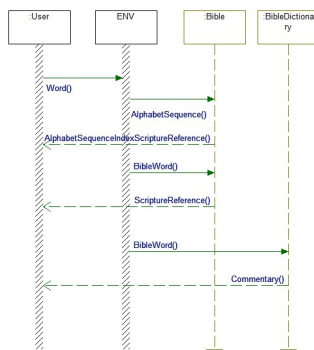 :User
ENV
:Bible
:BibleDictiona
ry
Word()
AlphabetSequence()
AlphabetSequenceIndexScriptureReference()
BibleWord()
ScriptureReference()
BibleWord()
Commentary()